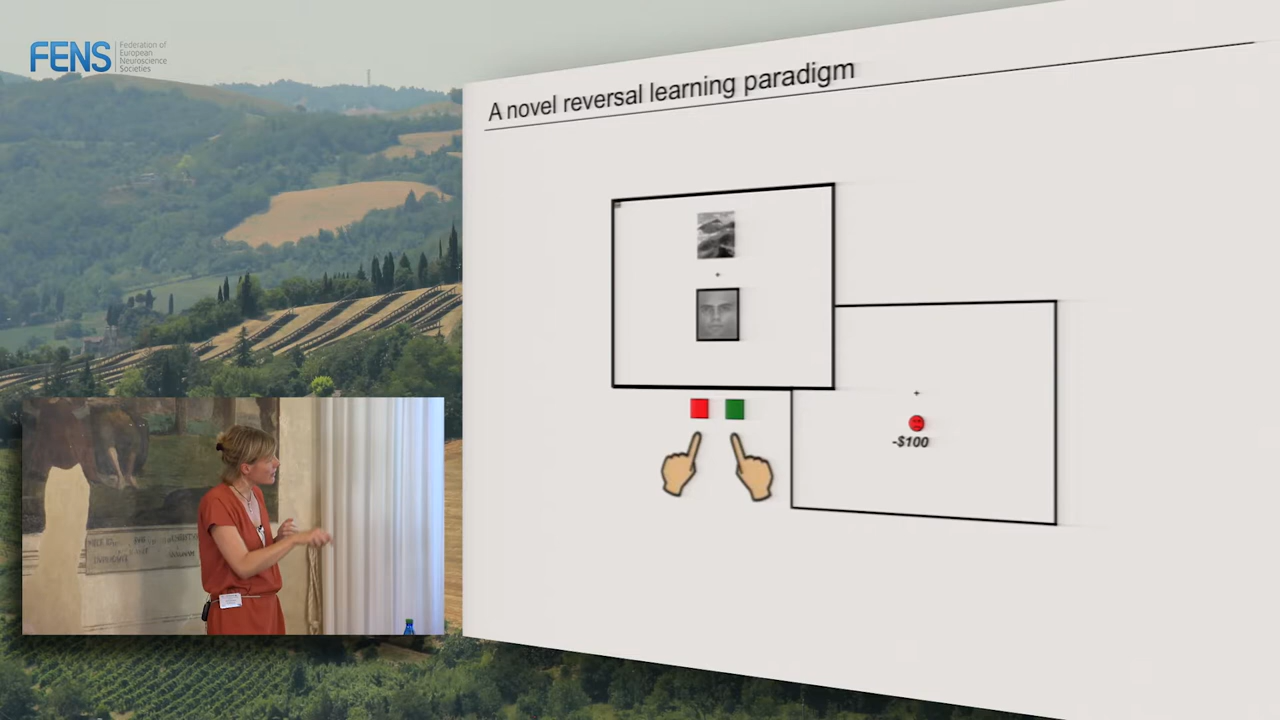 FENS
Federation of
European
Neuroscience
Societies
A novel reversal learning paradigm
+
+
-$100